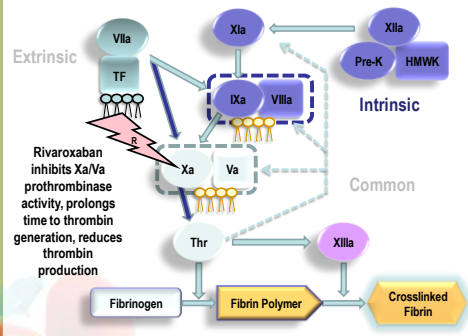 VIIa
XIa
XIIa
Extrinsic
TF
Pre-K
HMWK
IXa
VIIIa
Intrinsic
R
Rivaroxaban
inhibits Xa/Va
prothrombinase
activity, prolongs
time to thrombin
generation, reduces
thrombin
production
Xa
Va
Common
Thr
XIIIa
Fibrinogen
Fibrin Polymer
Crosslinked
Fibrin